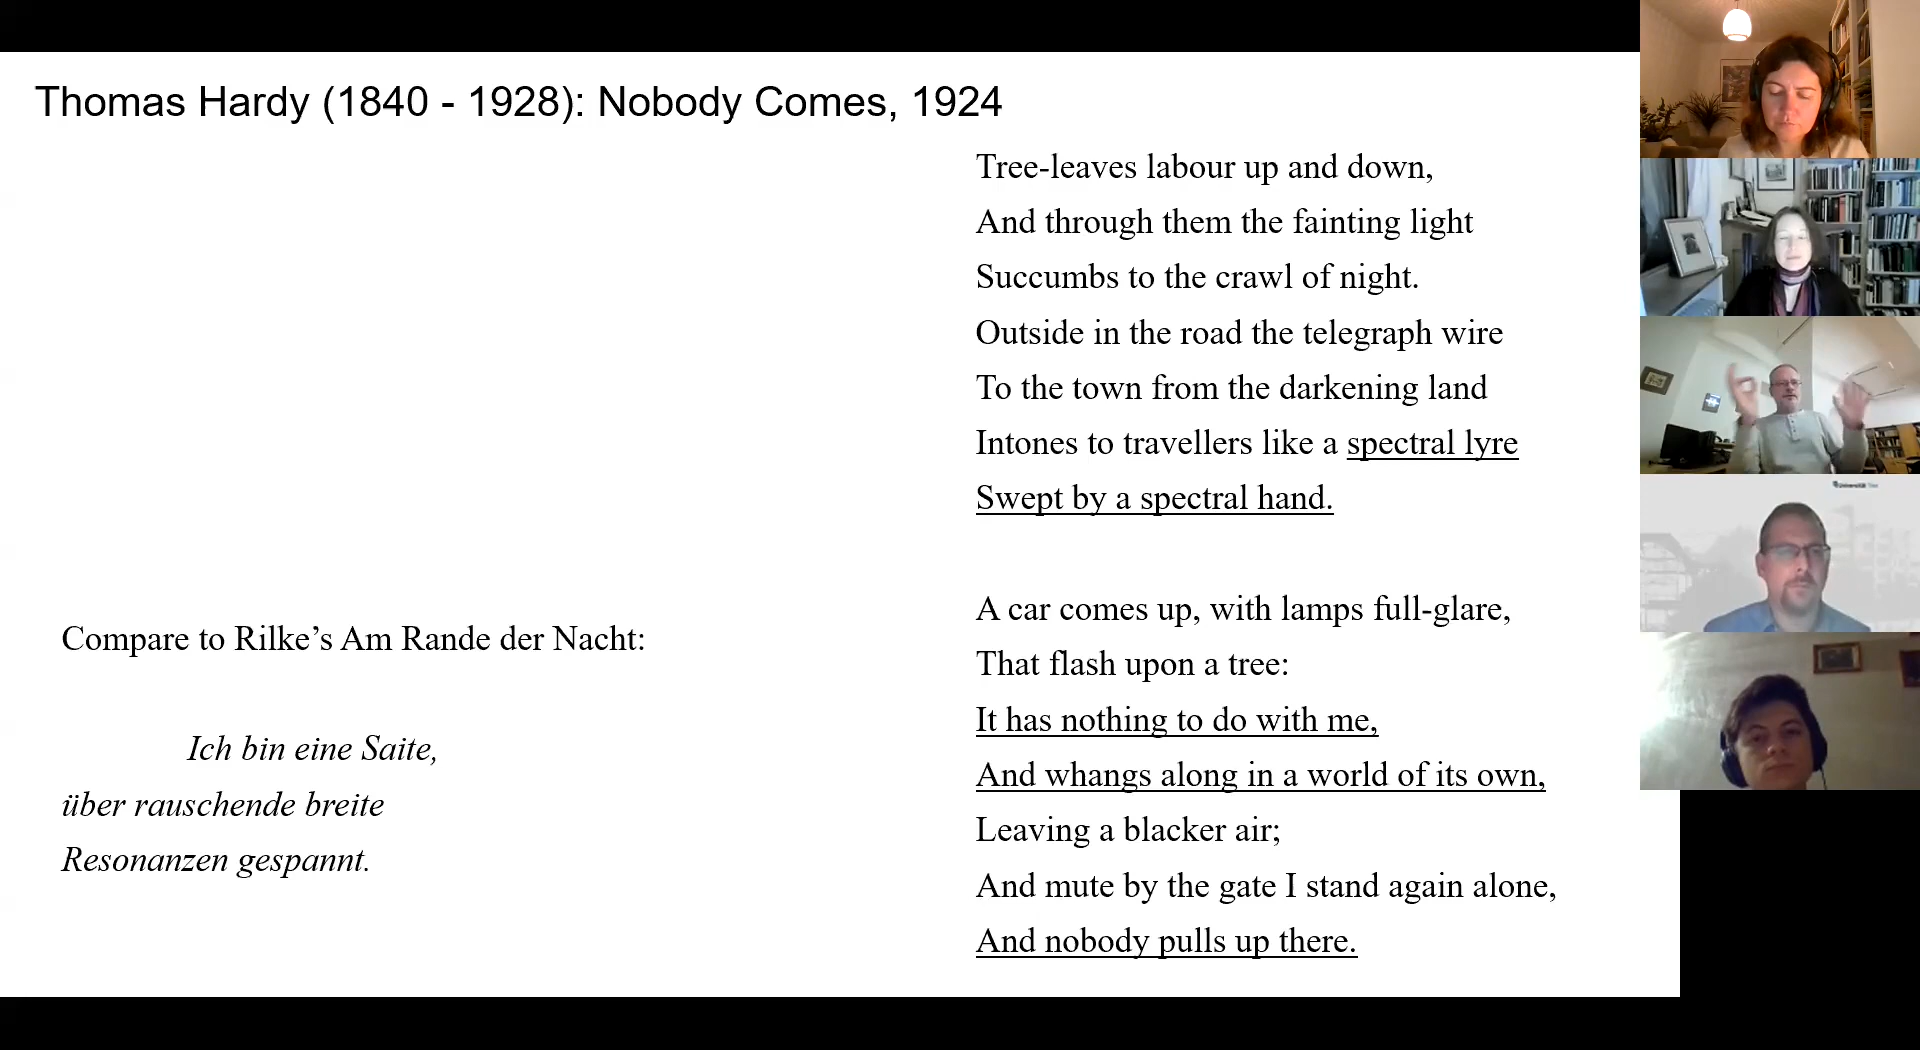 Thomas Hardy (1840 - 1928): Nobody Comes, 1924
Tree-leaves labour up and down,
And through them the fainting light
Succumbs to the crawl of night.
Outside in the road the telegraph wire
To the town from the darkening land
Intones to travellers like a spectral lyre
Swept by a spectral hand.
A car comes up, with lamps full-glare,
That flash upon a tree:
It has nothing to do with me,
And whangs along in a world of its own,
Leaving a blacker air;
And mute by the gate I stand again alone,
And nobody pulls up there.
Compare to Rilke’s Am Rande der Nacht:
Ich bin eine Saite,
über rauschende breite
Resonanzen gespannt.